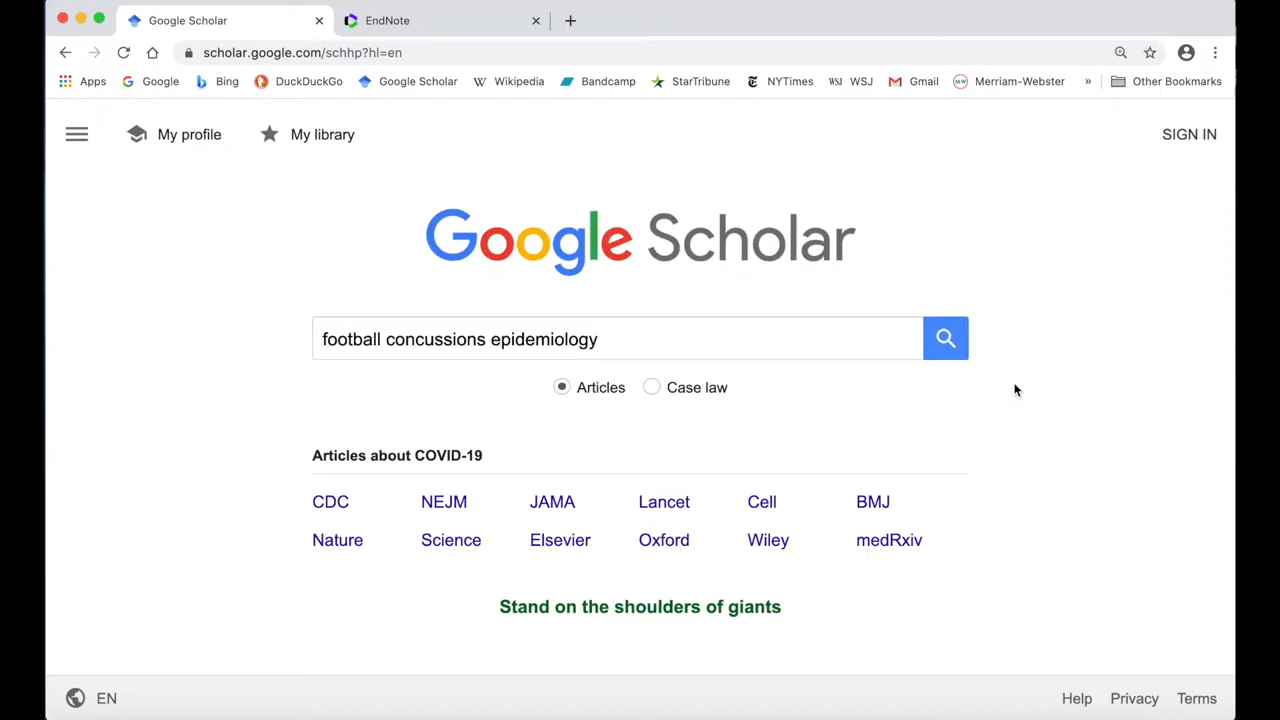 Google Scholar
EndNote
scholar.google.com/schhp?hl=en
Apps Google Bing DuckDuckGo Google Scholar Wikipedia Bandcamp StarTribune NYTimes WSJ WSJ Gmail Merriam-Webster » Other Bookmarks
My profile My library SIGN IN
Google Scholar
football concussions epidemiology
Articles Case law
Articles about COVID-19
CDC NEJM JAMA Lancet Cell BMJ
Nature Science Elsevier Oxford Wiley medRxiv
Stand on the shoulders of giants
EN Help Privacy Terms